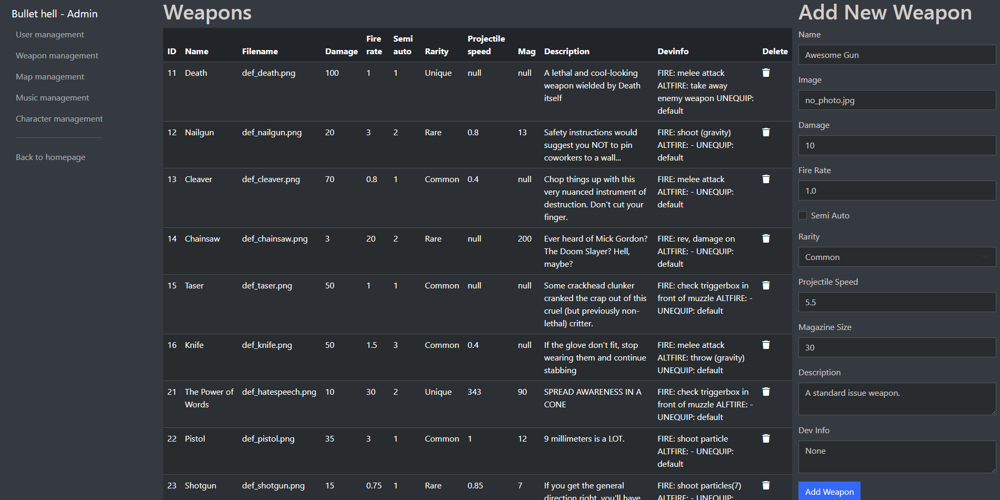 Bullet hell - Admin
User management
Weapon management
Map management
Music management
Character management
Back to homepage
Weapons
ID Name Filename Damage Fire rate Semi auto Rarity Projectile speed Mag Description Devinfo Delete
11 Death def_death.png 100 1 1 Unique null null A lethal and cool-looking FIRE: melee attack
weapon wielded by Death ALTFIRE: take away
itself enemy weapon UNEQUIP:
default
12 Nailgun def_nailgun.png 20 3 2 Rare 0.8 13 Safety instructions would FIRE: shoot (gravity)
suggest you NOT to pin ALTFIRE: - UNEQUIP:
coworkers to a wall... default
13 Cleaver def_cleaver.png 70 0.8 1 Common 0.4 null Chop things up with this FIRE: melee attack
very nuanced instrument of ALTFIRE: - UNEQUIP:
destruction. Don't cut your default
finger.
14 Chainsaw def_chainsaw.png 3 20 2 Rare null 200 Ever heard of Mick Gordon? FIRE: rev, damage on
The Doom Slayer? Hell, ALTFIRE: - UNEQUIP:
maybe? default
15 Taser def_taser.png 50 1 1 Common null null Some crackhead clunker FIRE: check triggerbox in
cranked the crap out of this front of muzzle ALTFIRE: -
cruel (but previously non- UNEQUIP: default
lethal) critter.
16 Knife def_knife.png 50 1.5 3 Common 0.4 null If the glove don't fit, stop FIRE: melee attack
wearing them and continue ALTFIRE: throw (gravity)
stabbing UNEQUIP: default
21 The Power of def_hatespeech.png 10 30 2 Unique 343 90 SPREAD AWARENESS IN A FIRE: check triggerbox in
Words CONE front of muzzle ALFTIRE: -
UNEQUIP: default
22 Pistol def_pistol.png 35 3 1 Common 1 12 9 millimeters is a LOT. FIRE: shoot particle
ALTFIRE: - UNEQUIP:
default
23 Shotgun def_shotgun.png 15 0.75 1 Rare 0.85 7 If you get the general FIRE: shoot particles(7)
direction right, you'll have ALTFIRE: - UNEQUIP:
Add New Weapon
Name
Awesome Gun
Image
no_photo.jpg
Damage
10
Fire Rate
1.0
Semi Auto
Rarity
Common
Projectile Speed
5.5
Magazine Size
30
Description
A standard issue weapon.
Dev Info
None
Add Weapon